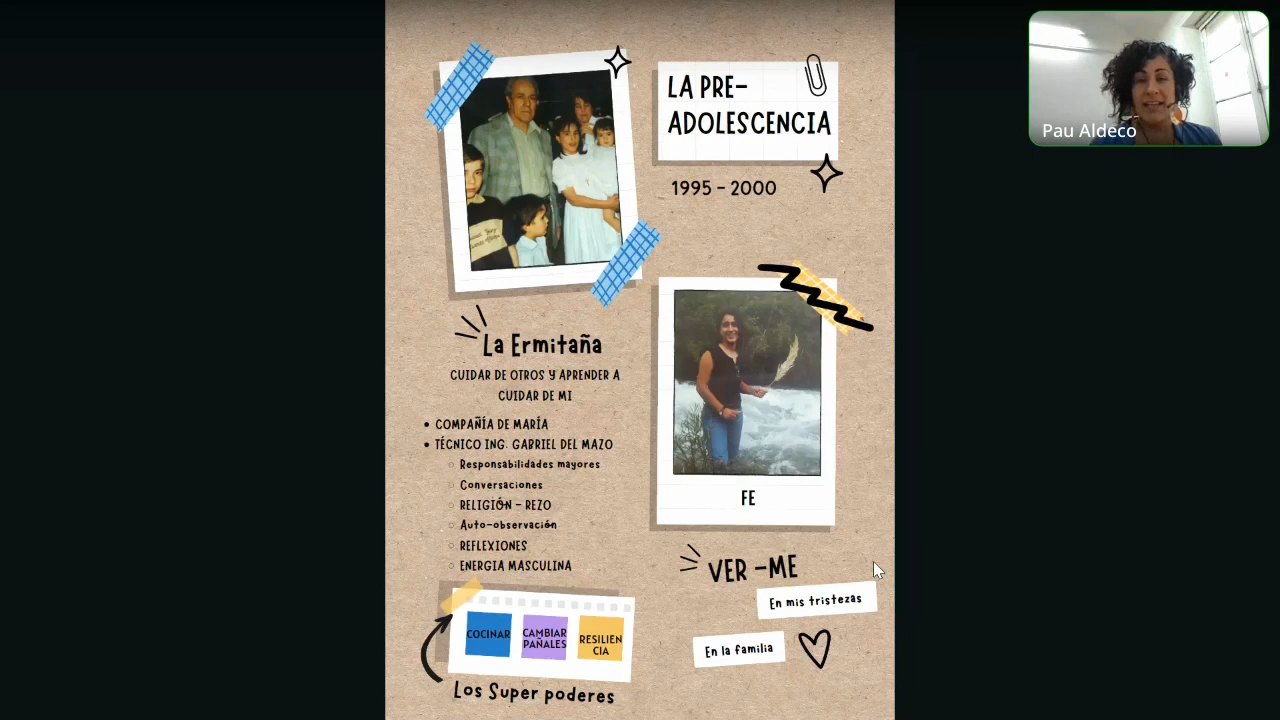 LA PRE-
ADOLESCENCIA
1995 - 2000
La Ermitaña
CUIDAR DE OTROS Y APRENDER A
CUIDAR DE MI
• COMPAÑÍA DE MARÍA
• TÉCNICO ING. GABRIEL DEL MAZO
○ Responsabilidades mayores
○ Conversaciones
○ RELIGIÓN - REZO
○ Auto-observación
○ REFLEXIONES
○ ENERGIA MASCULINA
COCINAR
CAMBIAR
PAÑALES
RESILIEN
CIA
Los Super poderes
FE
VER -ME
En mis tristezas
En la familia
Pau Aldeco